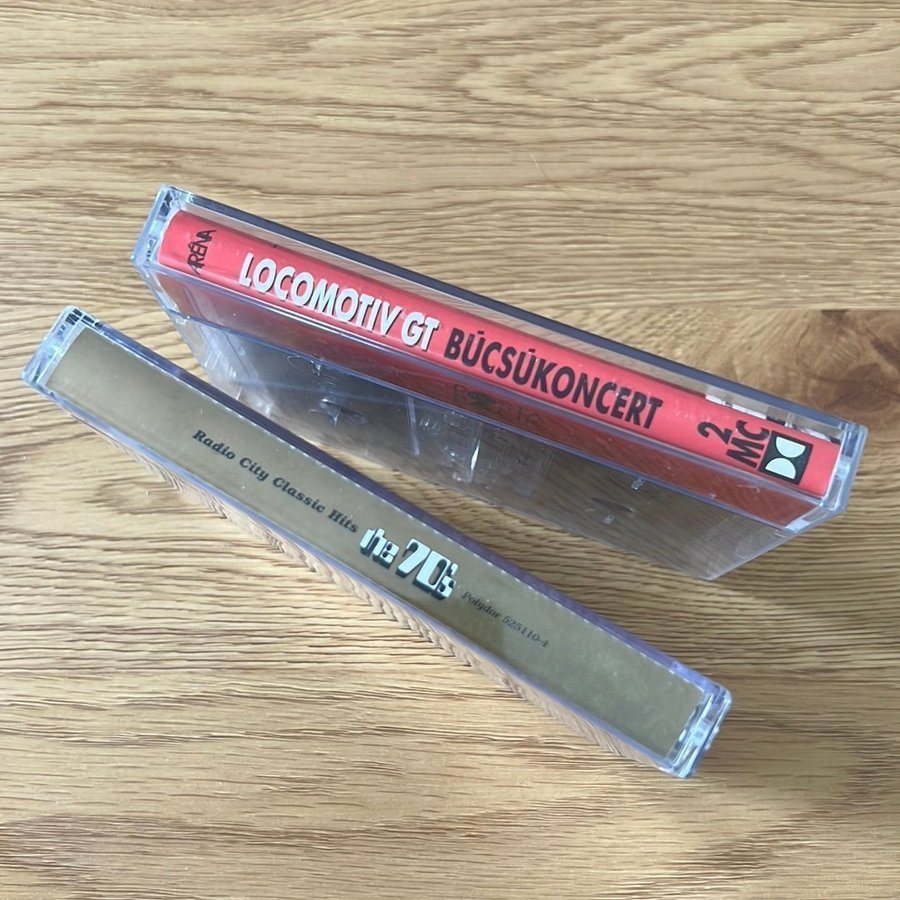 ARÉNA
LOCOMOTIV GT BÚCSÚKONCERT
2 MC
Radio City Classic Hits the 70's Polydor 525110-4